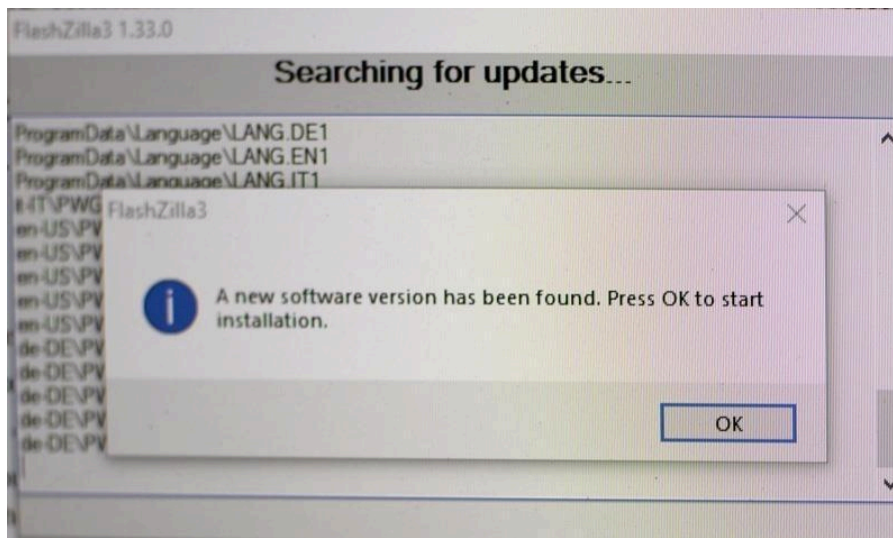 FlashZilla3 1.33.0
Searching for updates...
ProgramData\Language\LANG.DE1
ProgramData\Language\LANG.EN1
ProgramData\Language\LANG.IT1
it-IT\PWG
FlashZilla3
en-US\PV
en-US\PV
en-US\PV
en-US\PV
en-US\PV
de-DE\PV
de-DE\PV
de-DE\PV
de-DE\PV
de-DE\PV
A new software version has been found. Press OK to start
installation.
OK